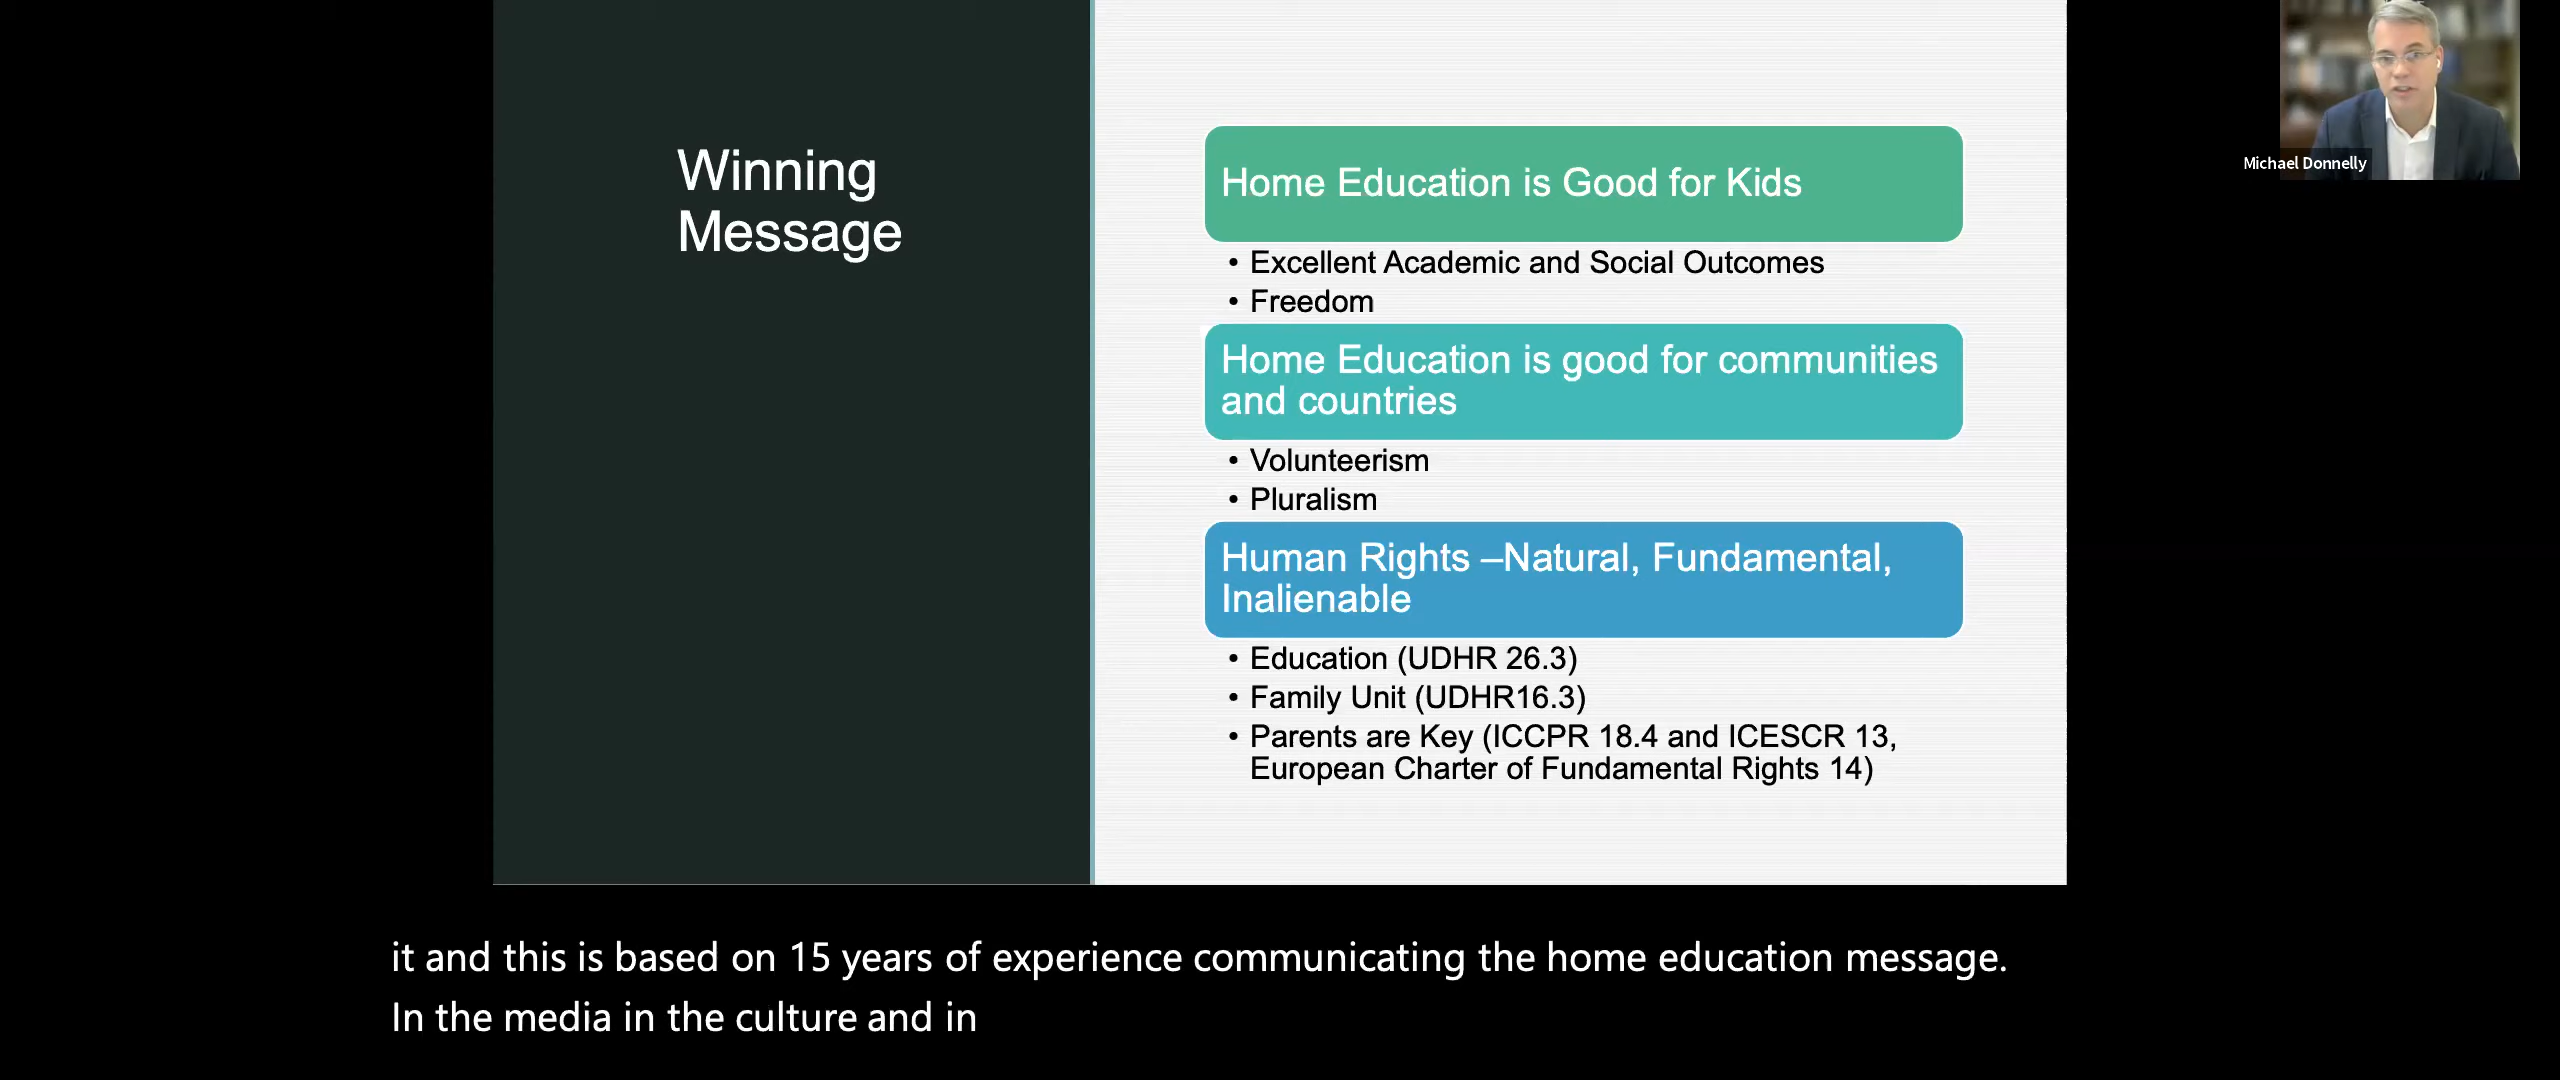 Winning
Message
Home Education is Good for Kids
• Excellent Academic and Social Outcomes
• Freedom
Home Education is good for communities
and countries
• Volunteerism
• Pluralism
Human Rights –Natural, Fundamental,
Inalienable
• Education (UDHR 26.3)
• Family Unit (UDHR16.3)
• Parents are Key (ICCPR 18.4 and ICESCR 13,
European Charter of Fundamental Rights 14)
Michael Donnelly
it and this is based on 15 years of experience communicating the home education message.
In the media in the culture and in